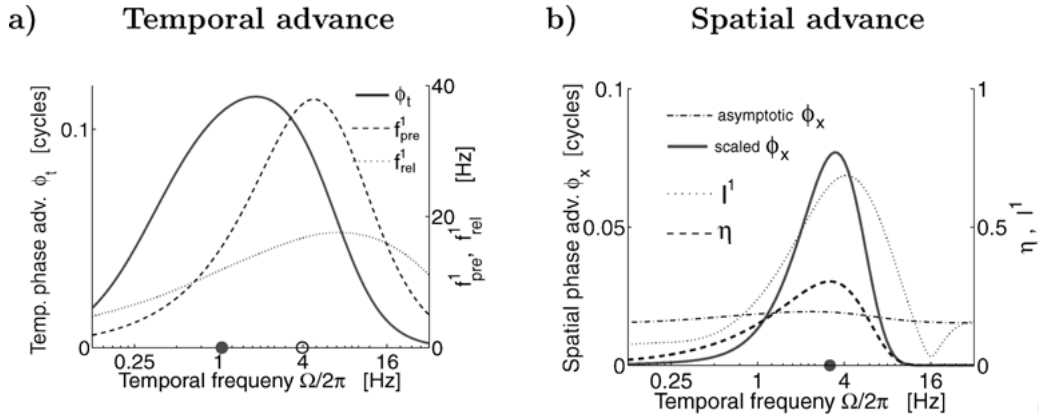 a) Temporal advance
40
ϕt
0.1
f¹pre
f¹rel
20
0
0.25 1 4 16
Temporal frequeny Ω/2π [Hz]
Temp. phase adv. ϕt [cycles]
f¹pre, f¹rel [Hz]
b) Spatial advance
0.1 1
asymptotic ϕx
scaled ϕx
I¹
0.05 0.5
η
0 0
0.25 1 4 16
Temporal frequeny Ω/2π [Hz]
Spatial phase adv. ϕx [cycles]
η , I¹